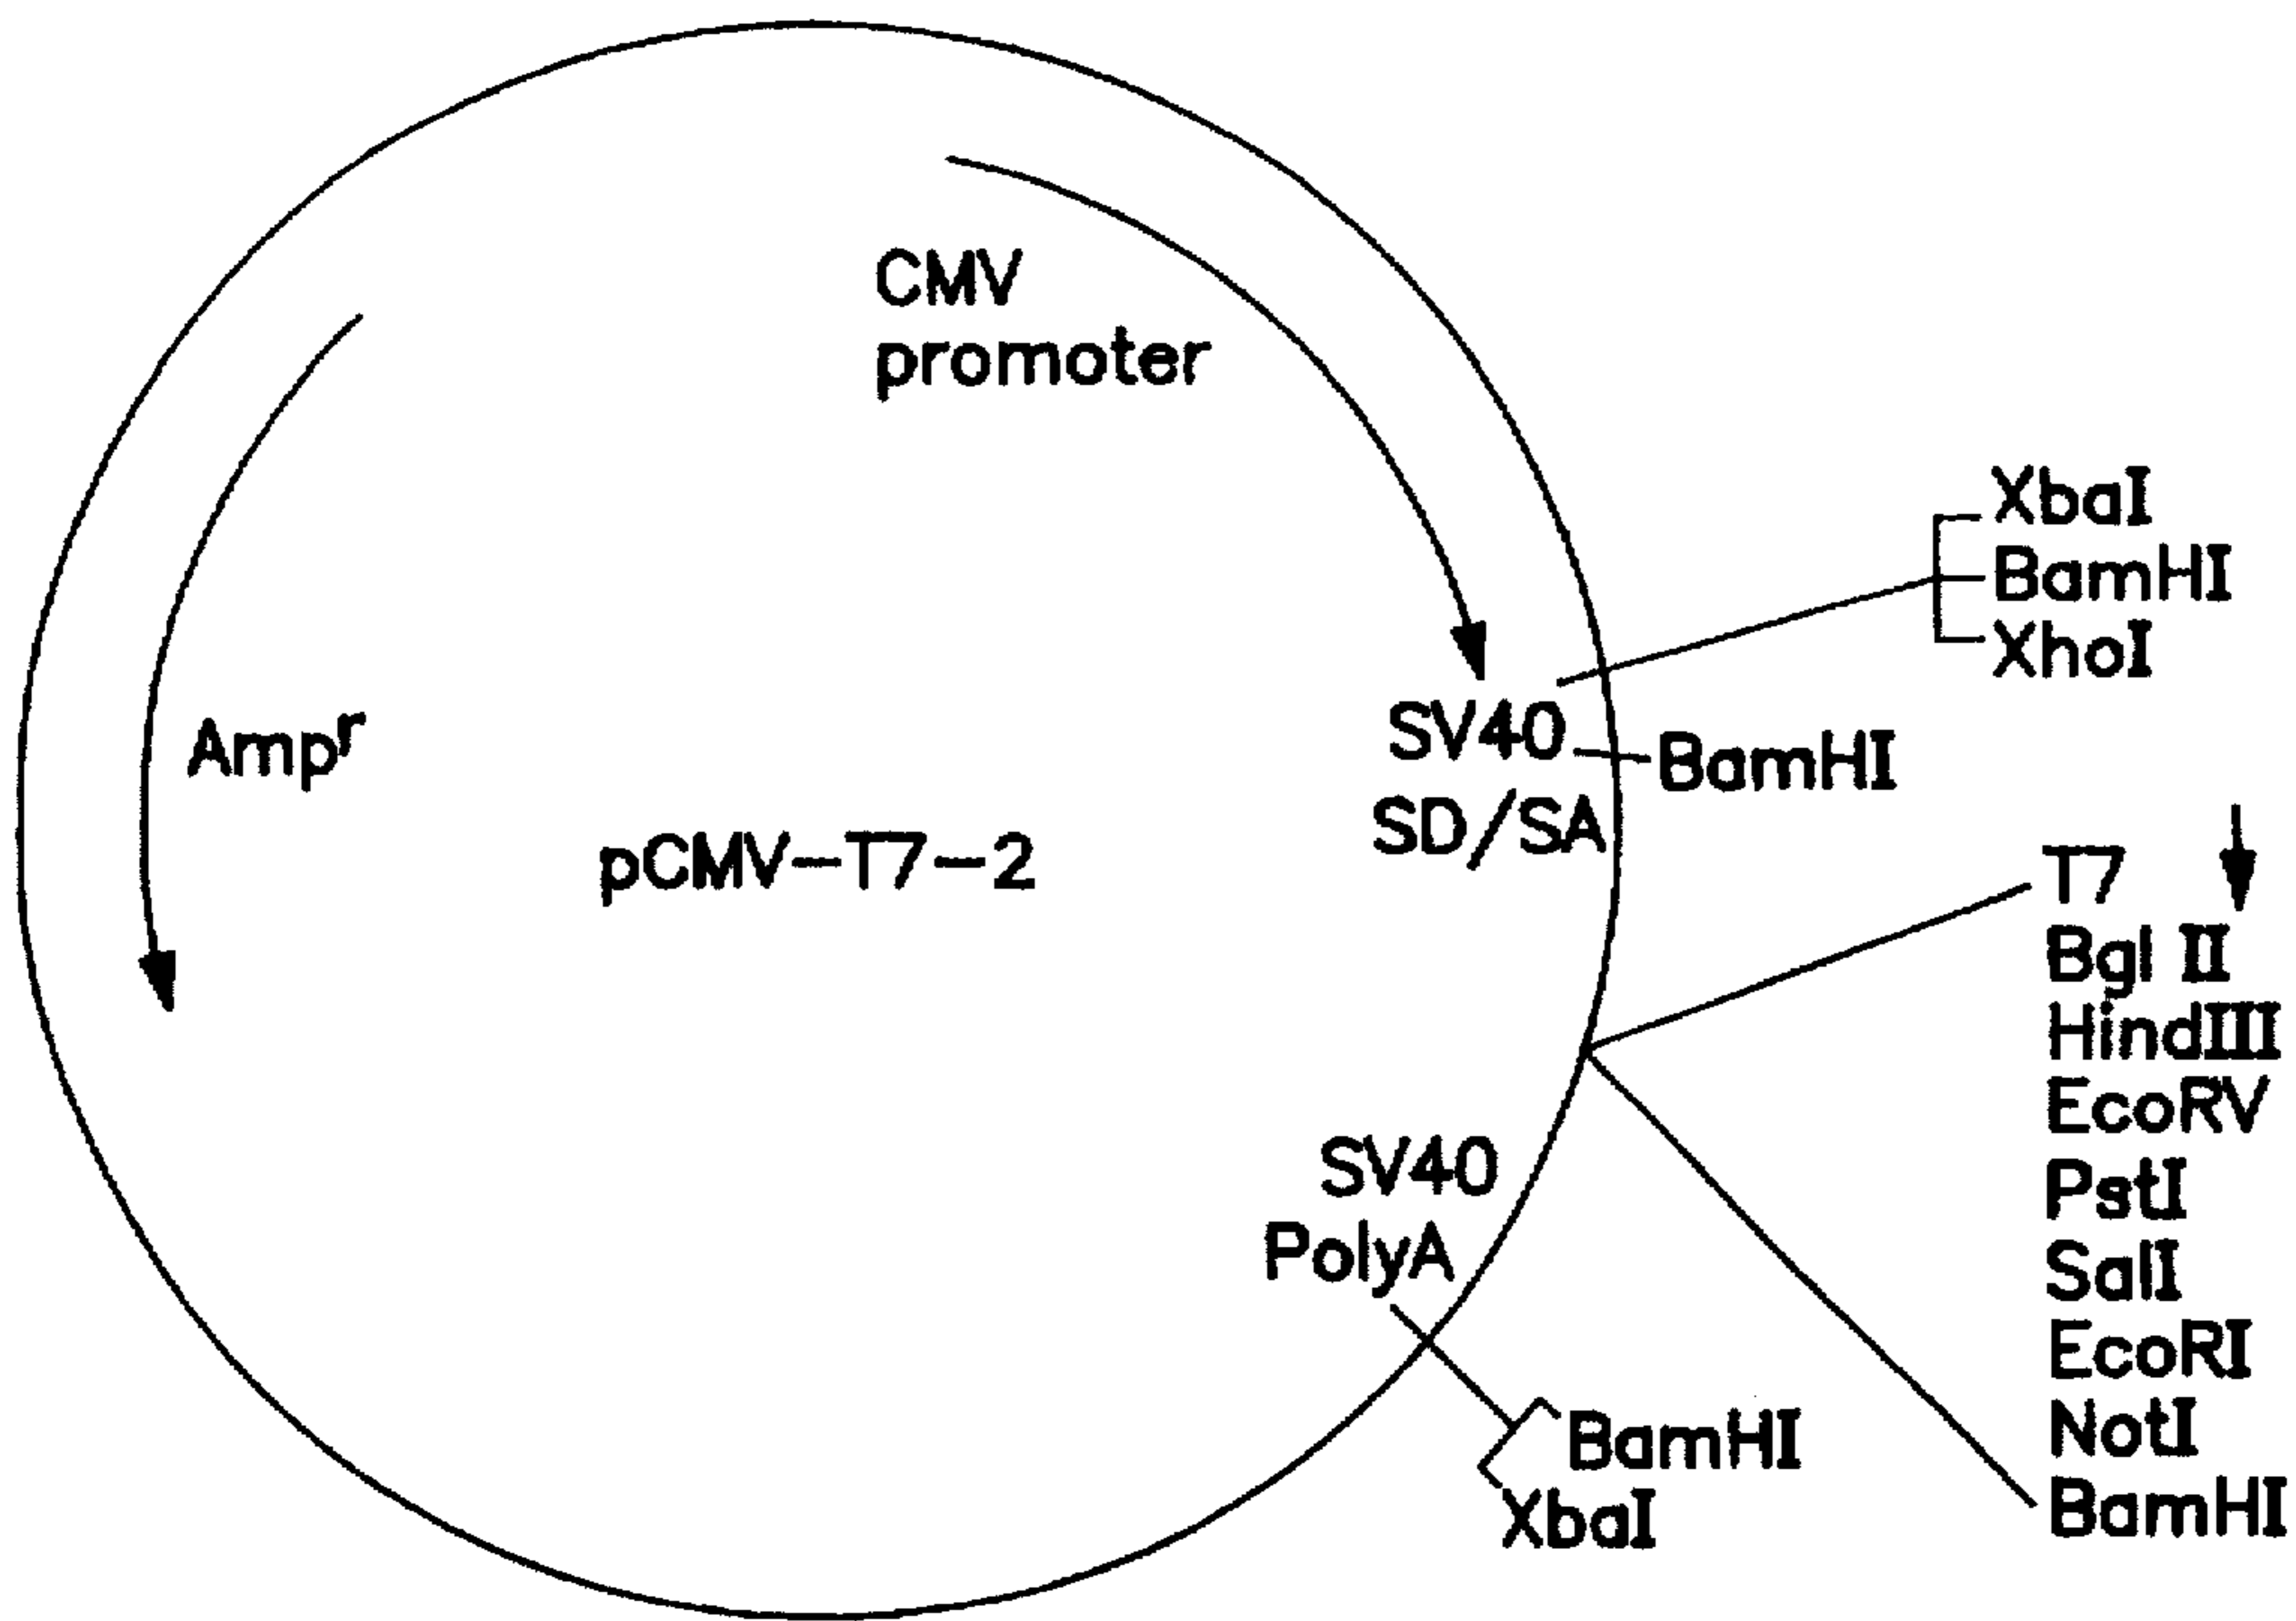 CMV
promoter
XbaI
BamHI
XhoI
Ampʳ
SV40
BamHI
SD/SA
pCMV-T7-2
T7
Bgl II
HindIII
EcoRV
PstI
SalI
EcoRI
NotI
BamHI
SV40
PolyA
BamHI
XbaI